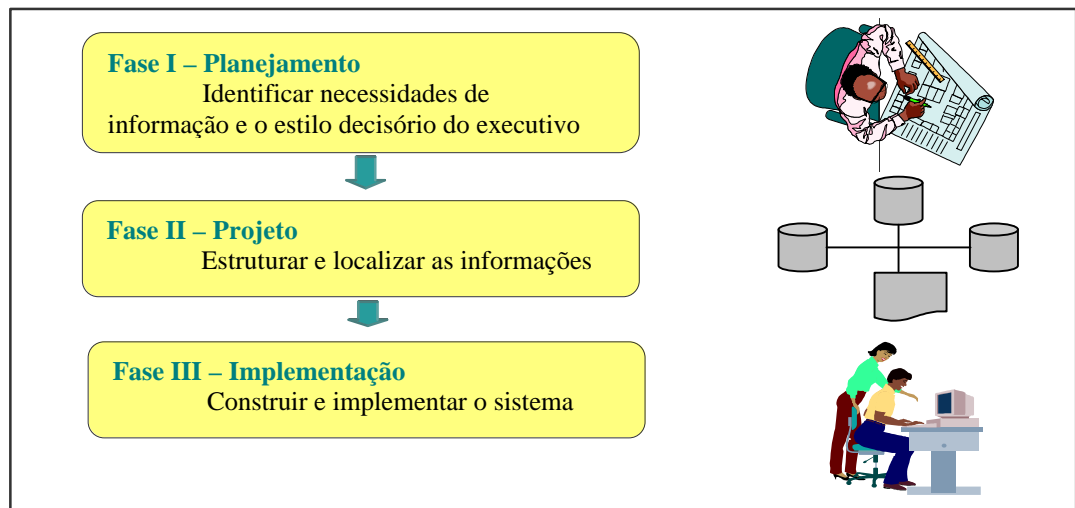 Fase I – Planejamento
Identificar necessidades de
informação e o estilo decisório do executivo
Fase II – Projeto
Estruturar e localizar as informações
Fase III – Implementação
Construir e implementar o sistema